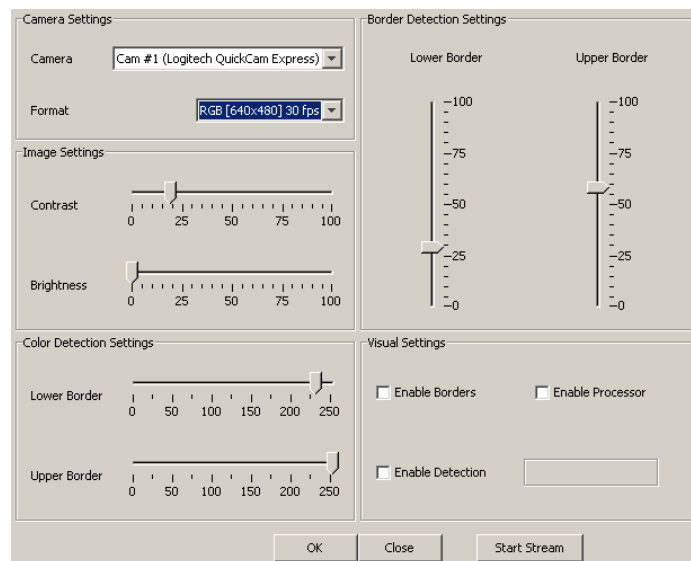 Camera Settings
Camera
Cam #1 (Logitech QuickCam Express)
Format
RGB [640x480] 30 fps
Image Settings
Contrast
0 25 50 75 100
Brightness
0 25 50 75 100
Color Detection Settings
Lower Border
0 50 100 150 200 250
Upper Border
0 50 100 150 200 250
Border Detection Settings
Lower Border Upper Border
100 100
75 75
50 50
25 25
0 0
Visual Settings
Enable Borders Enable Processor
Enable Detection
OK Close Start Stream